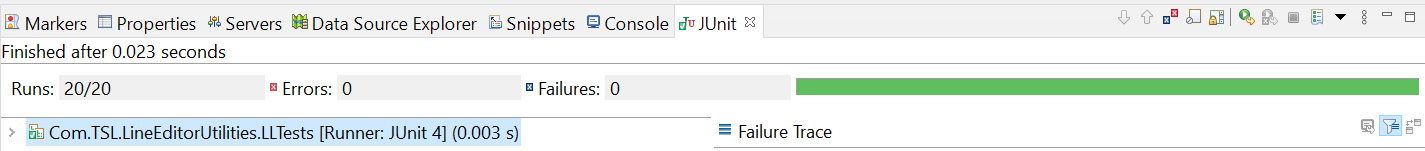 Markers Properties Servers Data Source Explorer Snippets Console JUnit
Finished after 0.023 seconds
Runs: 20/20 Errors: 0 Failures: 0
Com.TSL.LineEditorUtilities.LLTests [Runner: JUnit 4] (0.003 s) Failure Trace